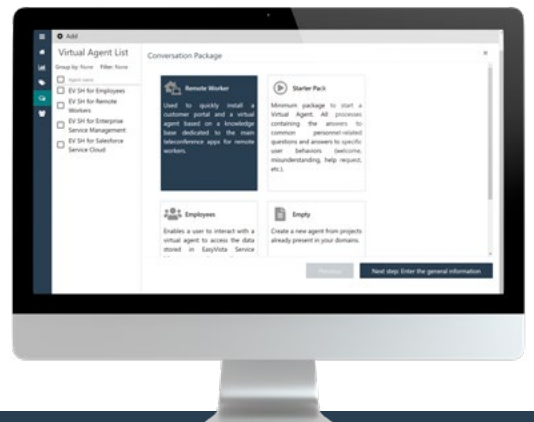 Add
Virtual Agent List
Group by: None Filter: None
Agent name
EV SH for Employees
EV SH for Remote
Workers
EV SH for Enterprise
Service Management
EV SH for Salesforce
Service Cloud
Conversation Package
×
Remote Worker
Used to quickly install a
customer portal and a virtual
agent based on a knowledge
base dedicated to the main
teleconference apps for remote
workers.
Starter Pack
Minimum package to start a
Virtual Agent. All processes
containing the answers to
common personnel-related
questions and answers to specific
user behaviors (welcome,
misunderstanding, help request,
etc.).
Employees
Enables a user to interact with a
virtual agent to access the data
stored in EasyVista Service
Empty
Create a new agent from projects
already present in your domains.
Previous
Next step: Enter the general information